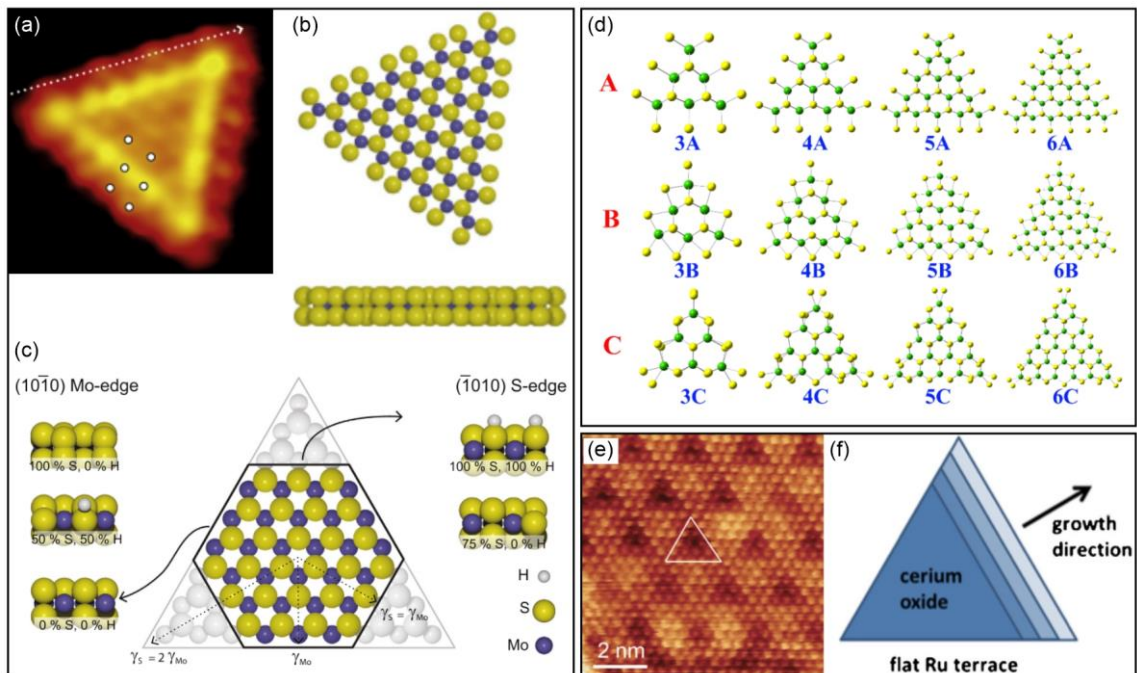 (a)
(b)
(c)
(101̄0) Mo-edge
100 % S, 0 % H
50 % S, 50 % H
0 % S, 0 % H
(1̄010) S-edge
100 % S, 100 % H
75 % S, 0 % H
H
S
Mo
γS = γMo
γS = 2 γMo
γMo
(d)
A
3A 4A 5A 6A
B
3B 4B 5B 6B
C
3C 4C 5C 6C
(e)
2 nm
(f)
growth
direction
cerium
oxide
flat Ru terrace